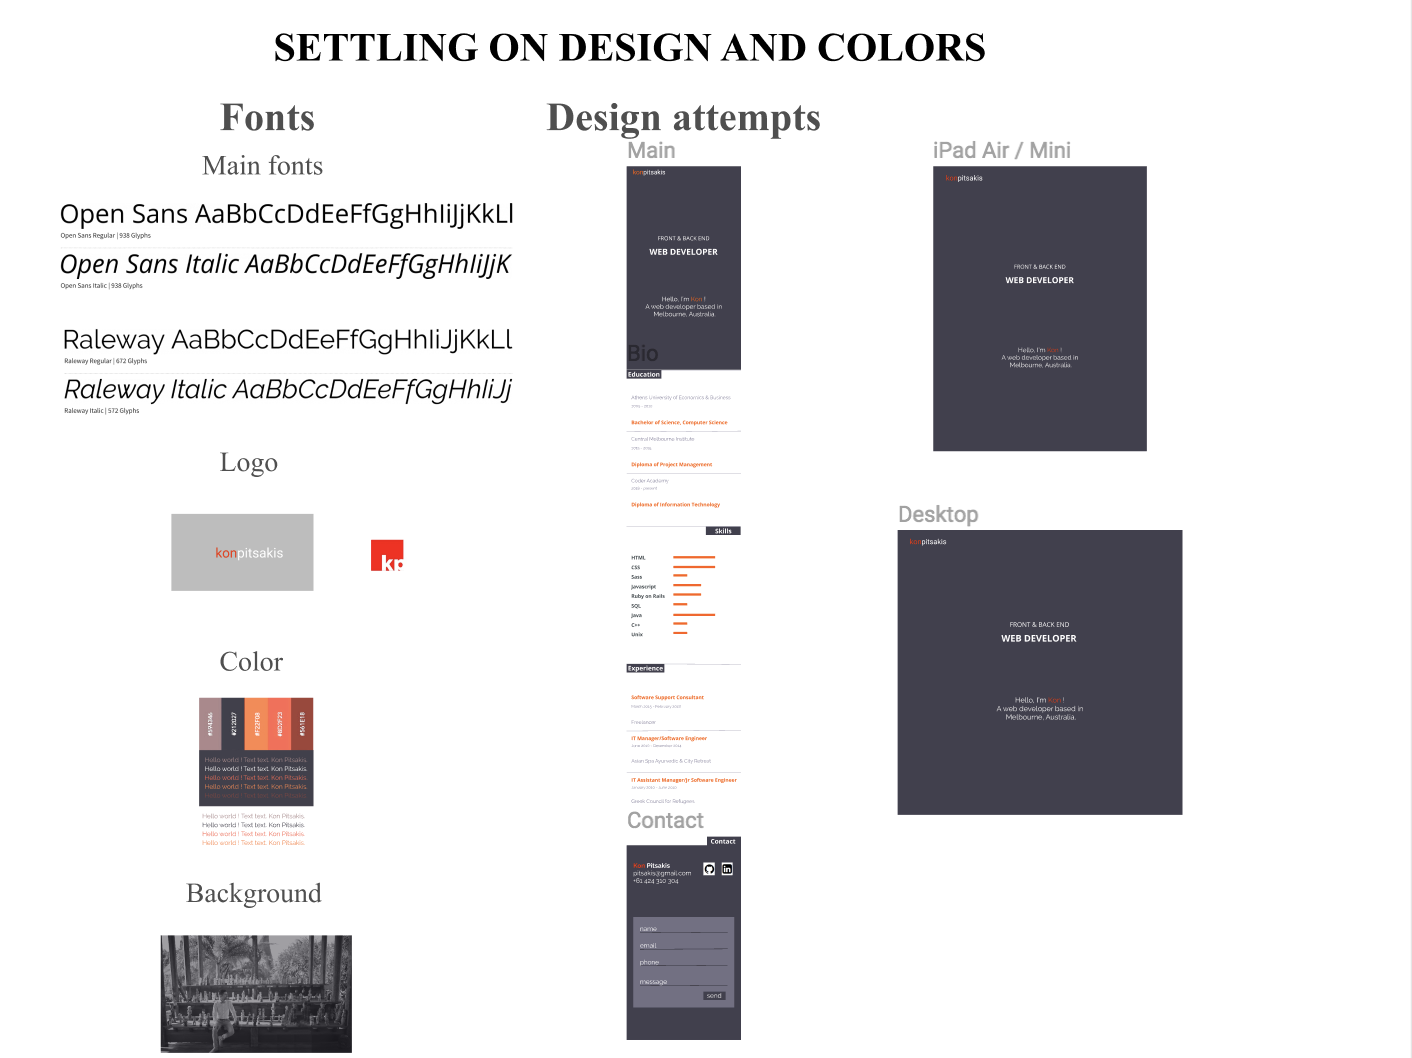 SETTLING ON DESIGN AND COLORS
Fonts
Main fonts
Open Sans AaBbCcDdEeFfGgHhIiJjKkLl
Open Sans Regular | 938 Glyphs
Open Sans Italic AaBbCcDdEeFfGgHhIiJjK
Open Sans Italic | 938 Glyphs
Raleway AaBbCcDdEeFfGgHhIiJjKkLl
Raleway Regular | 672 Glyphs
Raleway Italic AaBbCcDdEeFfGgHhIiJj
Raleway Italic | 572 Glyphs
Logo
konpitsakis
kp
Color
#212027
#F22F08
#8D2F23
#561E18
Hello world ! Text text. Kon Pitsakis.
Hello world ! Text text. Kon Pitsakis.
Hello world ! Text text. Kon Pitsakis.
Hello world ! Text text. Kon Pitsakis.
Hello world ! Text text. Kon Pitsakis.
Hello world ! Text text. Kon Pitsakis.
Hello world ! Text text. Kon Pitsakis.
Hello world ! Text text. Kon Pitsakis.
Background
Design attempts
Main
konpitsakis
FRONT & BACK END
WEB DEVELOPER
Hello, I'm Kon !
A web developer based in
Melbourne, Australia.
Bio
Education
Athens University of Economics & Business
Bachelor of Science, Computer Science
Central Melbourne Institute
Diploma of Project Management
Coder Academy
Diploma of Information Technology
Skills
HTML
CSS
Sass
Javascript
Ruby on Rails
SQL
Java
C++
Unix
Experience
Software Support Consultant
Freelancer
IT Manager/Software Engineer
Asian Spa Ayurvedic & City Retreat
IT Assistant Manager/Jr Software Engineer
Greek Council for Refugees
Contact
Contact
Kon Pitsakis
pitsakis@gmail.com
+61 424 310 304
in
name
email
phone
message
send
iPad Air / Mini
konpitsakis
FRONT & BACK END
WEB DEVELOPER
Hello, I'm Kon !
A web developer based in
Melbourne, Australia.
Desktop
konpitsakis
FRONT & BACK END
WEB DEVELOPER
Hello, I'm Kon !
A web developer based in
Melbourne, Australia.